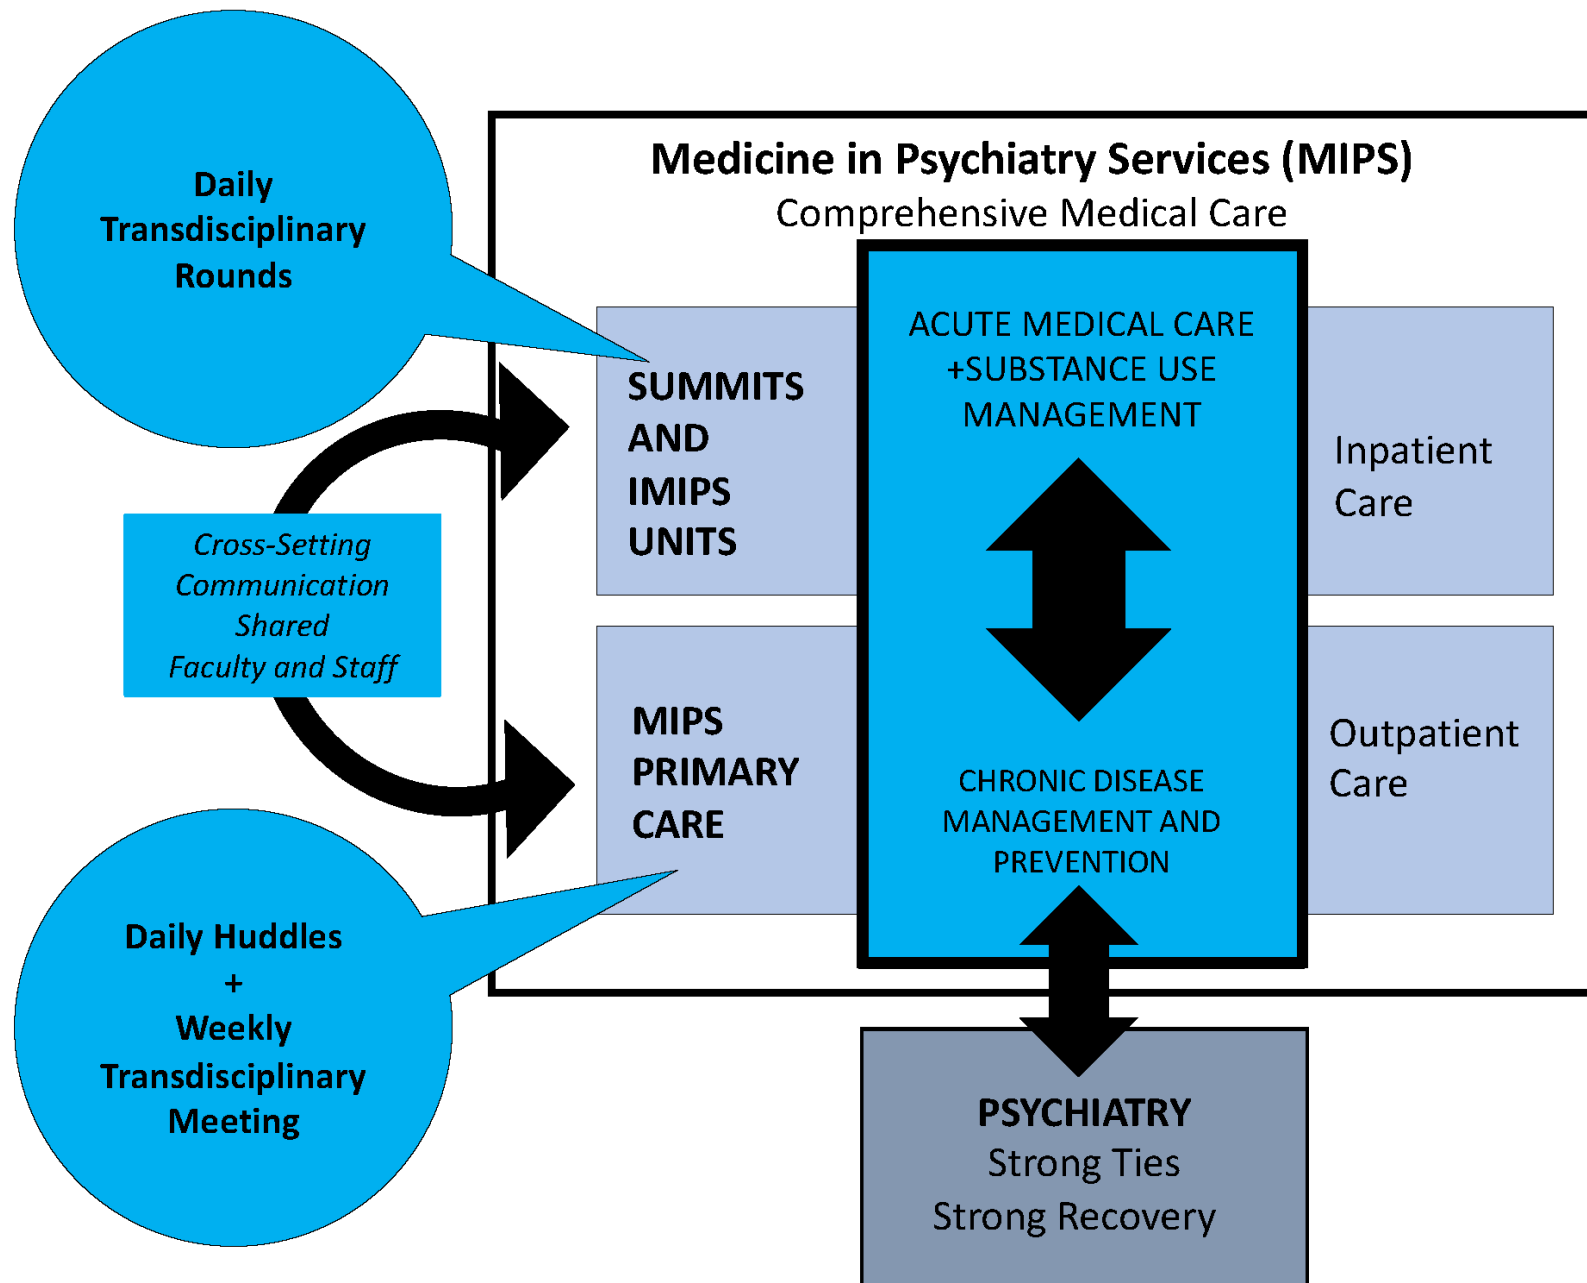 Daily
Transdisciplinary
Rounds
Medicine in Psychiatry Services (MIPS)
Comprehensive Medical Care
SUMMITS
AND
IMIPS
UNITS
ACUTE MEDICAL CARE
+SUBSTANCE USE
MANAGEMENT
Inpatient
Care
Cross-Setting
Communication
Shared
Faculty and Staff
MIPS
PRIMARY
CARE
CHRONIC DISEASE
MANAGEMENT AND
PREVENTION
Outpatient
Care
Daily Huddles
+
Weekly
Transdisciplinary
Meeting
PSYCHIATRY
Strong Ties
Strong Recovery